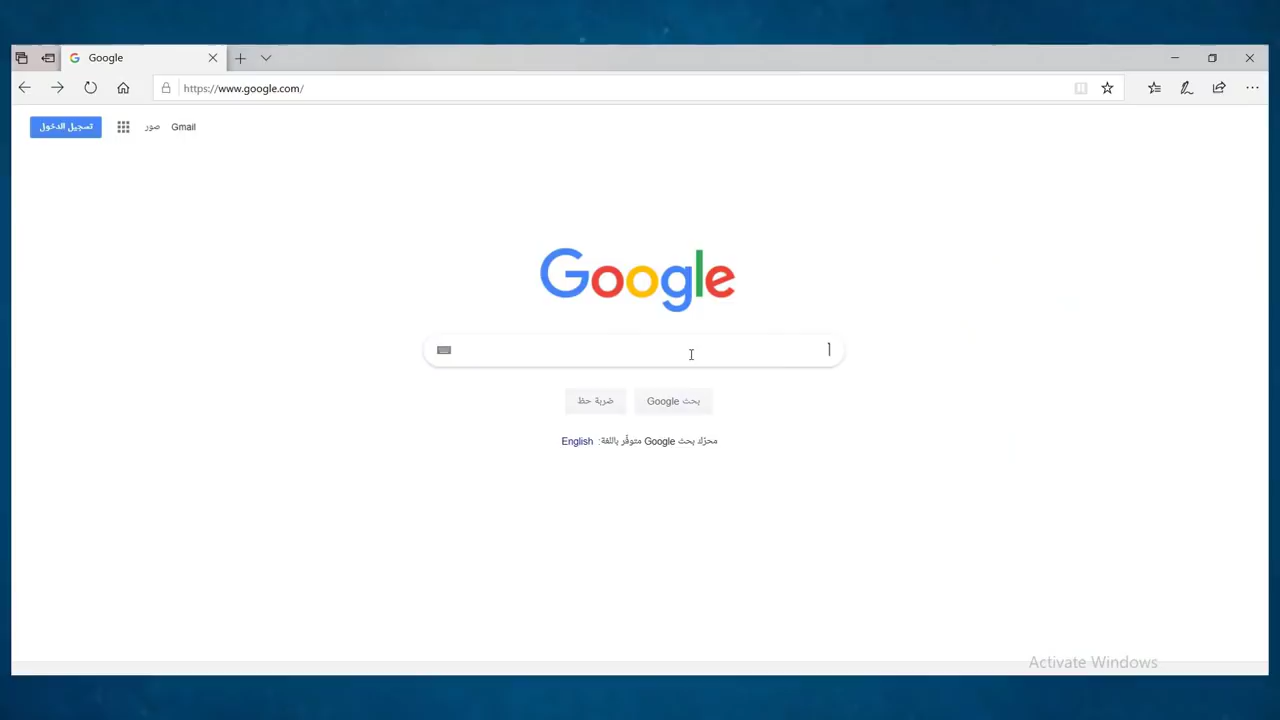 Google
https://www.google.com/
تسجيل الدخول
صور
Gmail
Google
بحث Google
ضربة حظ
محرّك بحث Google متوفّر باللغة: English
Activate Windows